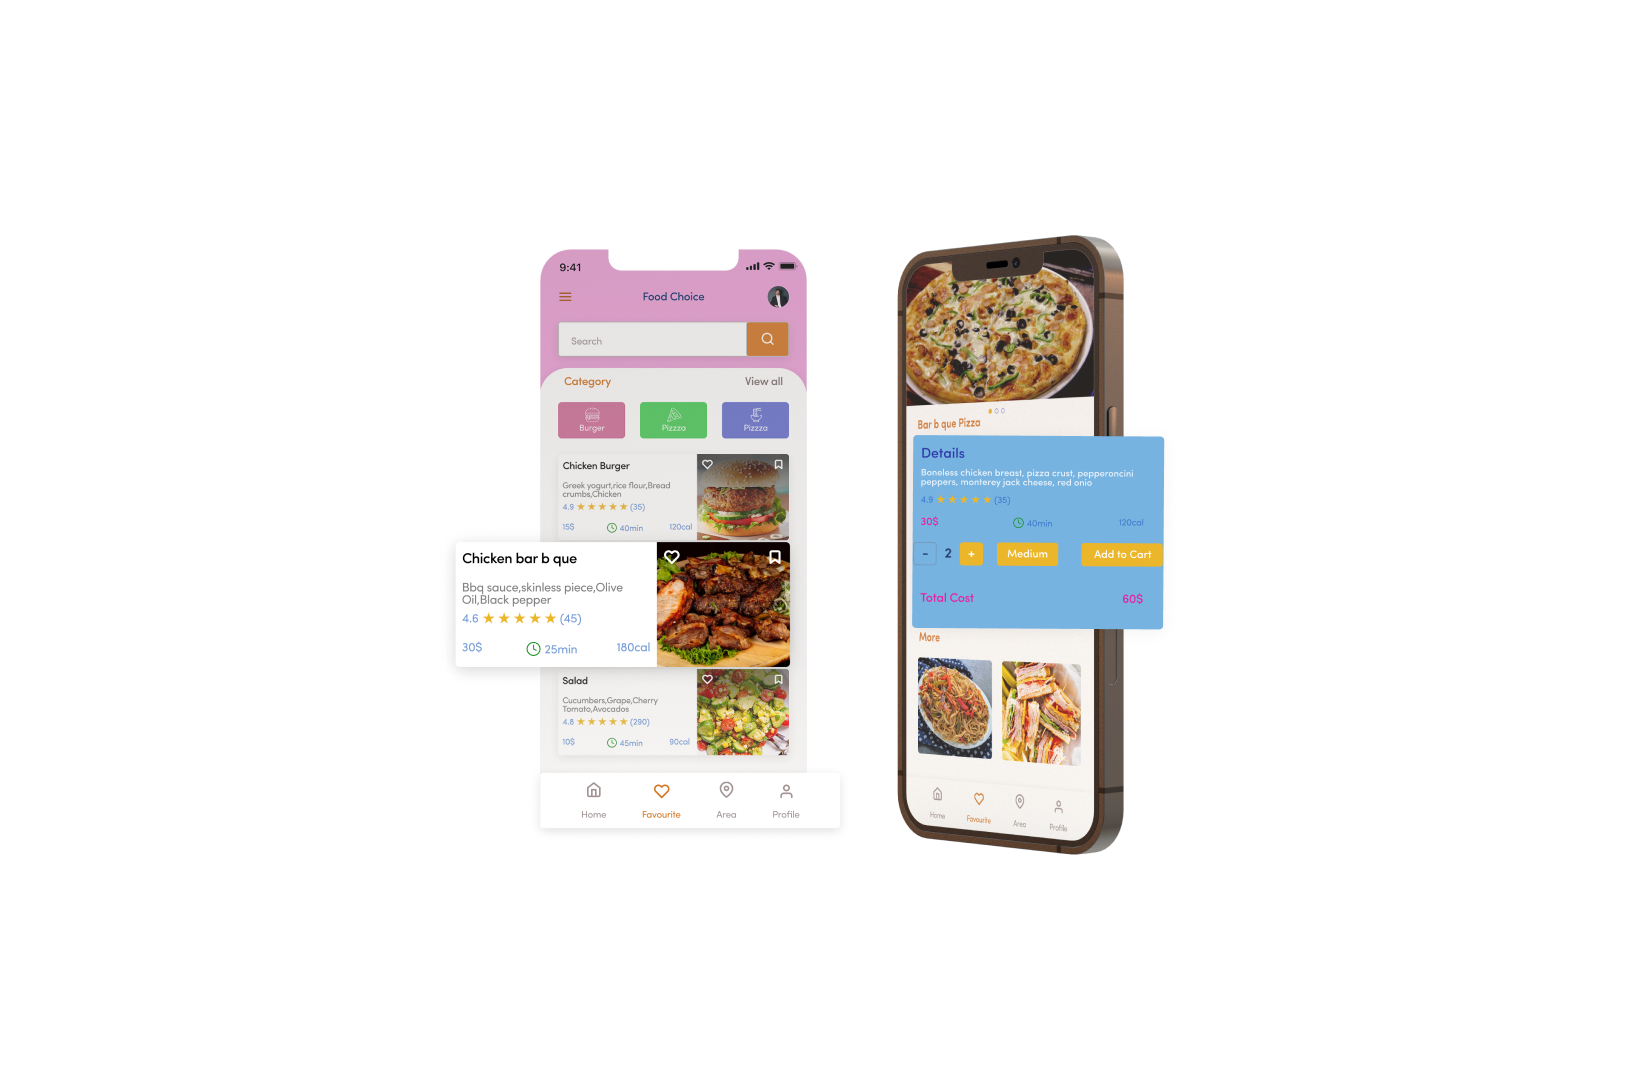 9:41
Food Choice
Search
Category
View all
Burger
Pizzza
Pizzza
Chicken Burger
Greek yogurt,rice flour,Bread
crumbs,Chicken
4.9 (35)
15$
40min
120cal
Chicken bar b que
Bbq sauce,skinless piece,Olive
Oil,Black pepper
4.6 (45)
30$
25min
180cal
Salad
Cucumbers,Grape,Cherry
Tomato,Avocados
4.8 (290)
10$
45min
90cal
Home
Favourite
Area
Profile
Bar b que Pizza
Details
Boneless chicken breast, pizza crust, pepperoncini
peppers, monterey jack cheese, red onio
4.9 (35)
30$
40min
120cal
- 2 +
Medium
Add to Cart
Total Cost
60$
More
Home
Favourite
Area
Profile